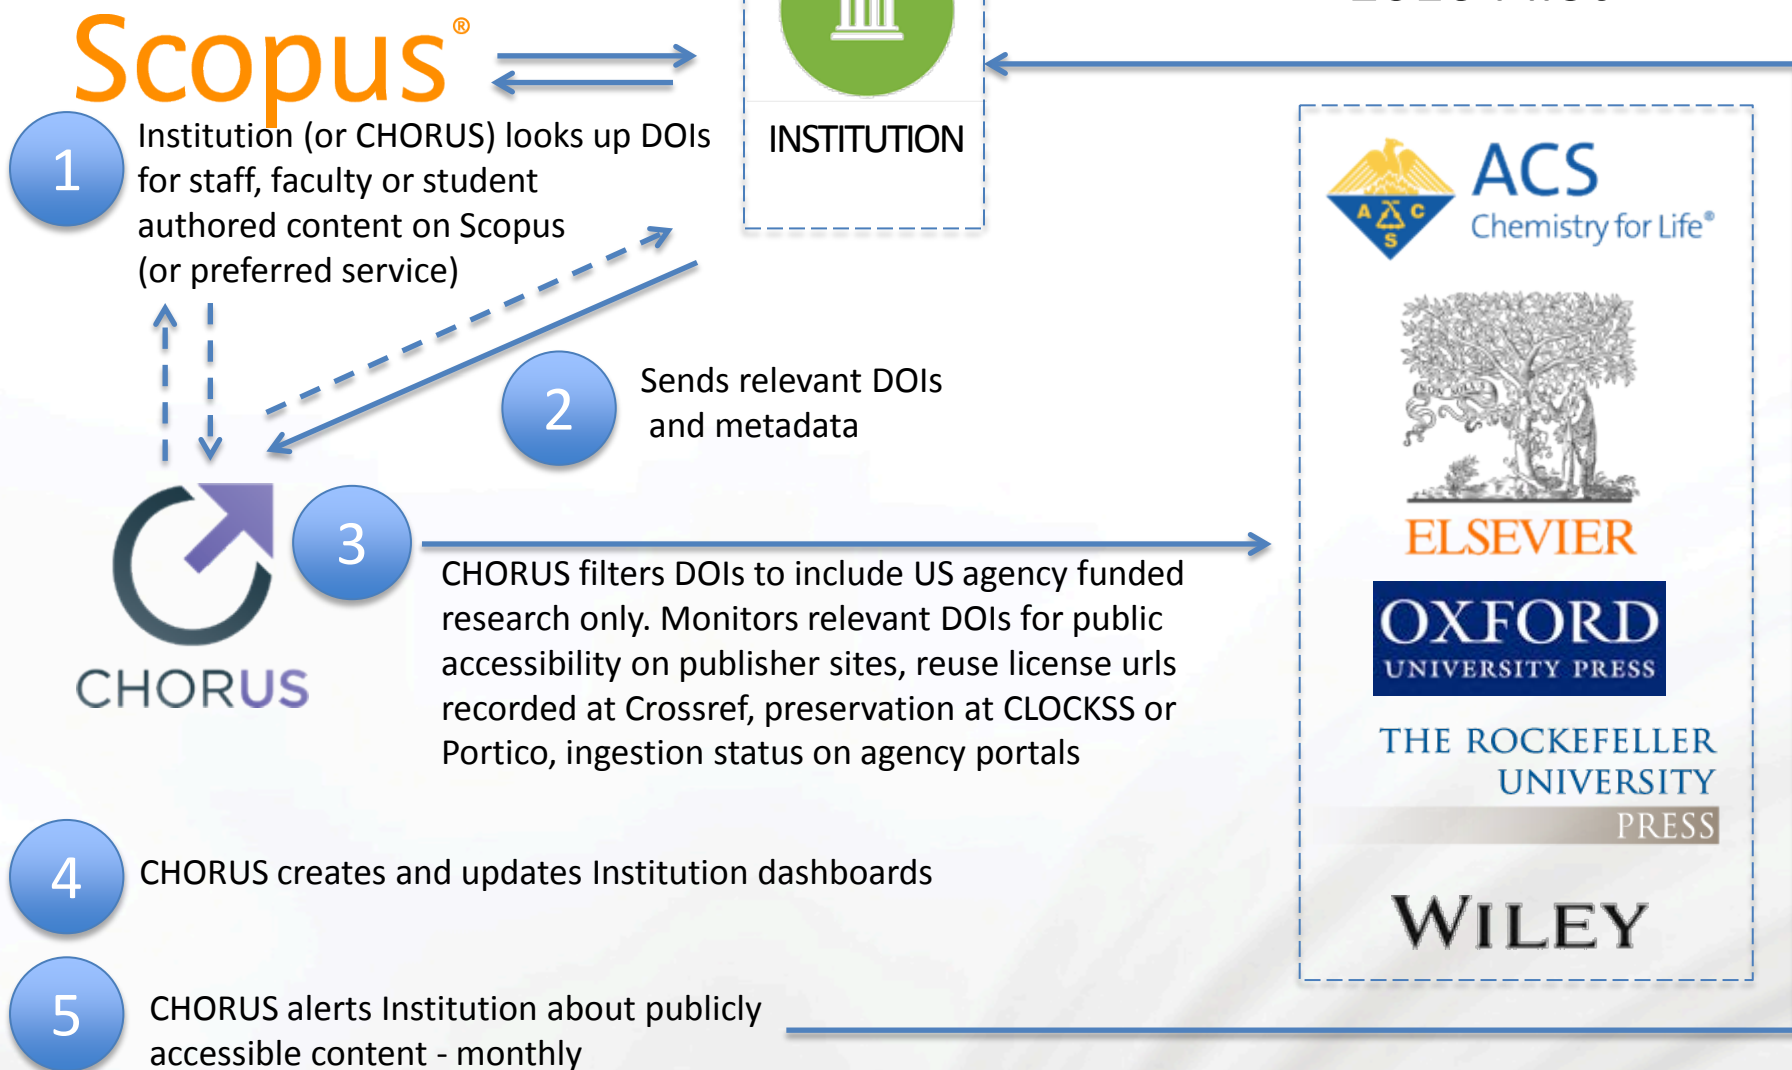 Scopus®
INSTITUTION
1
Institution (or CHORUS) looks up DOIs
for staff, faculty or student
authored content on Scopus
(or preferred service)
2
Sends relevant DOIs
and metadata
CHORUS
3
CHORUS filters DOIs to include US agency funded
research only. Monitors relevant DOIs for public
accessibility on publisher sites, reuse license urls
recorded at Crossref, preservation at CLOCKSS or
Portico, ingestion status on agency portals
4
CHORUS creates and updates Institution dashboards
5
CHORUS alerts Institution about publicly
accessible content - monthly
A C S
ACS
Chemistry for Life®
ELSEVIER
OXFORD
UNIVERSITY PRESS
THE ROCKEFELLER
UNIVERSITY
PRESS
WILEY